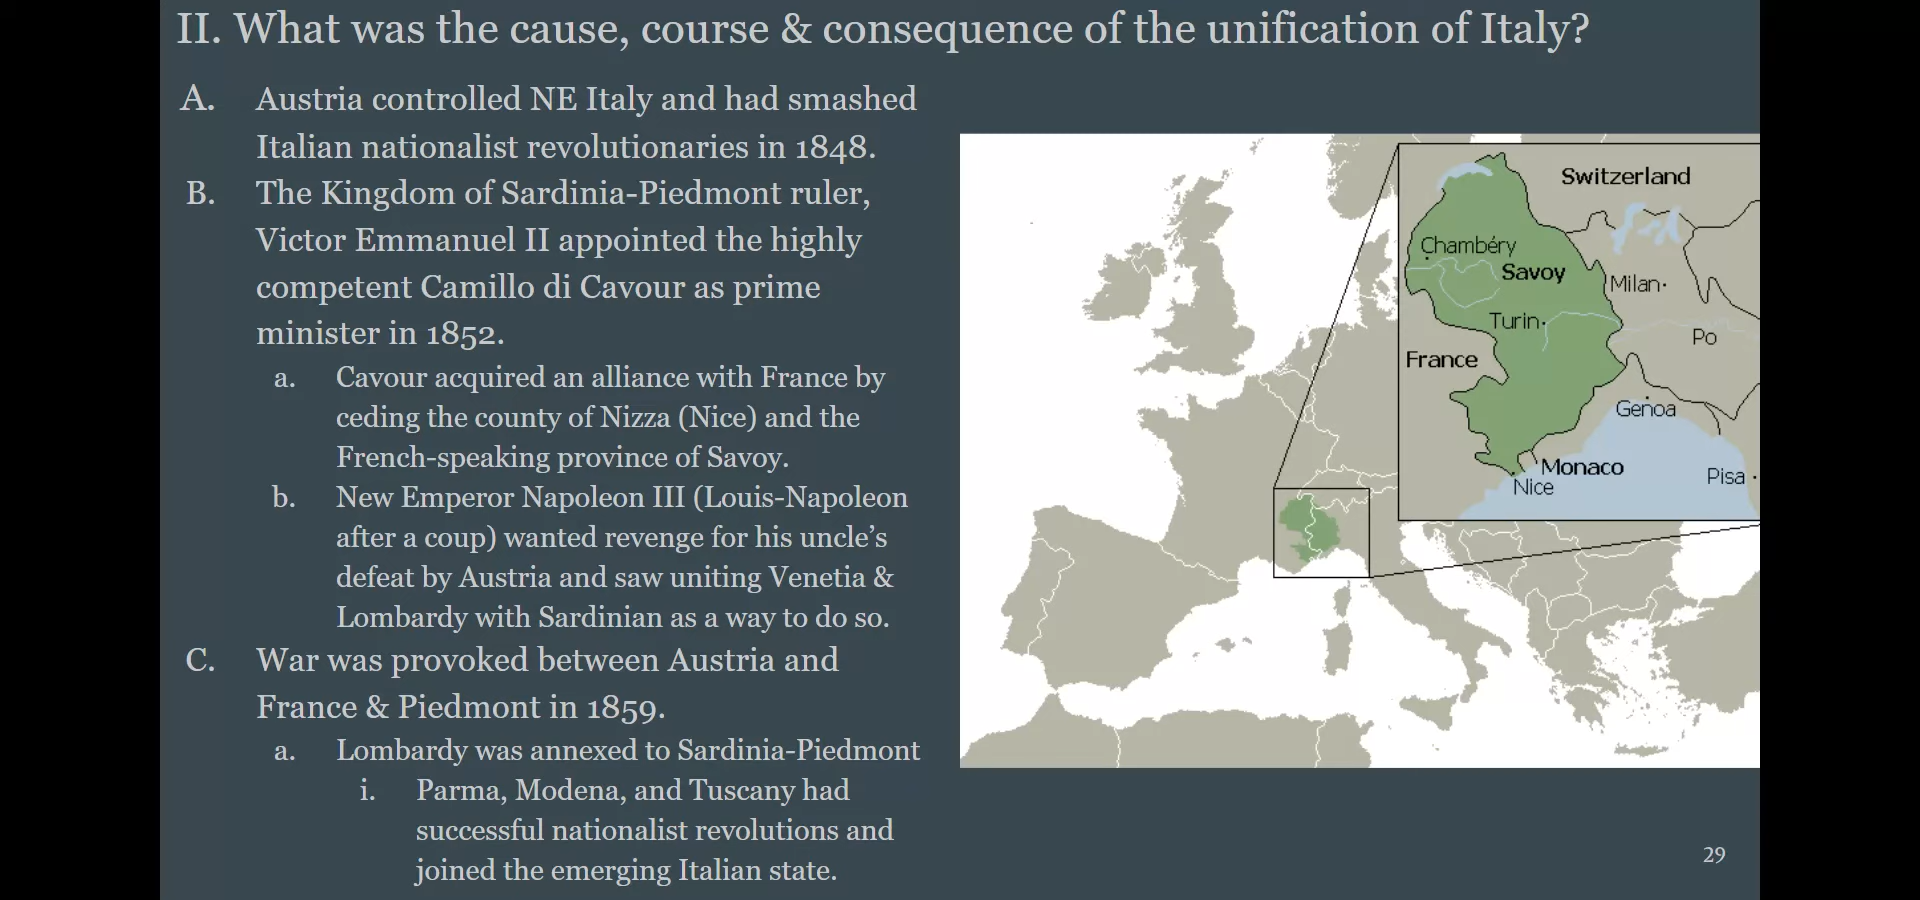 II. What was the cause, course & consequence of the unification of Italy?
A. Austria controlled NE Italy and had smashed
Italian nationalist revolutionaries in 1848.
B. The Kingdom of Sardinia-Piedmont ruler,
Victor Emmanuel II appointed the highly
competent Camillo di Cavour as prime
minister in 1852.
a. Cavour acquired an alliance with France by
ceding the county of Nizza (Nice) and the
French-speaking province of Savoy.
b. New Emperor Napoleon III (Louis-Napoleon
after a coup) wanted revenge for his uncle’s
defeat by Austria and saw uniting Venetia &
Lombardy with Sardinian as a way to do so.
C. War was provoked between Austria and
France & Piedmont in 1859.
a. Lombardy was annexed to Sardinia-Piedmont
i. Parma, Modena, and Tuscany had
successful nationalist revolutions and
joined the emerging Italian state.
Switzerland
Chambéry
Savoy
Milan
Turin
Po
France
Genoa
Monaco
Nice
Pisa
29